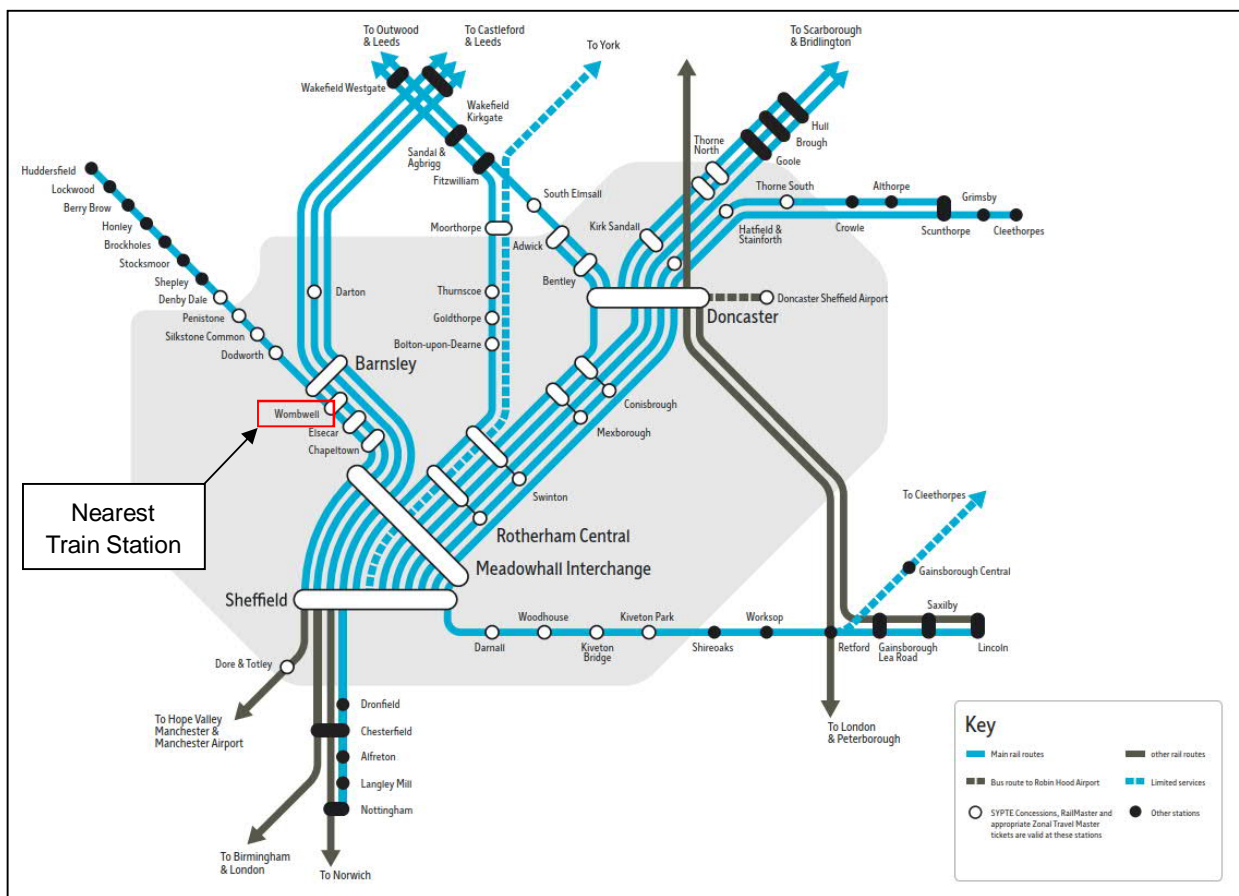 To Outwood
& Leeds
To Castleford
& Leeds
To York
To Scarborough
& Bridlington
Wakefield Westgate
Wakefield
Kirkgate
Sandal &
Agbrigg
Fitzwilliam
Huddersfield
Lockwood
Berry Brow
Honley
Brockholes
Stocksmoor
Shepley
Denby Dale
Penistone
Silkstone Common
Dodworth
Darton
Barnsley
Wombwell
Elsecar
Chapeltown
Nearest
Train Station
South Elmsall
Moorthorpe
Adwick
Bentley
Thurnscoe
Goldthorpe
Bolton-upon-Dearne
Kirk Sandall
Thorne
North
Hull
Brough
Goole
Thorne South
Althorpe
Grimsby
Hatfield &
Stainforth
Crowle
Scunthorpe
Cleethorpes
Doncaster
Doncaster Sheffield Airport
Conisbrough
Mexborough
Swinton
Rotherham Central
Meadowhall Interchange
Sheffield
To Cleethorpes
Gainsborough Central
Saxilby
Darnall
Woodhouse
Kiveton
Bridge
Kiveton Park
Shireoaks
Worksop
Retford
Gainsborough
Lea Road
Lincoln
Dore & Totley
To Hope Valley
Manchester &
Manchester Airport
Dronfield
Chesterfield
Alfreton
Langley Mill
Nottingham
To Birmingham
& London
To Norwich
To London
& Peterborough
Key
Main rail routes
other rail routes
Bus route to Robin Hood Airport
Limited services
SYPTE Concessions, RailMaster and
appropriate Zonal Travel Master
tickets are valid at these stations
Other stations